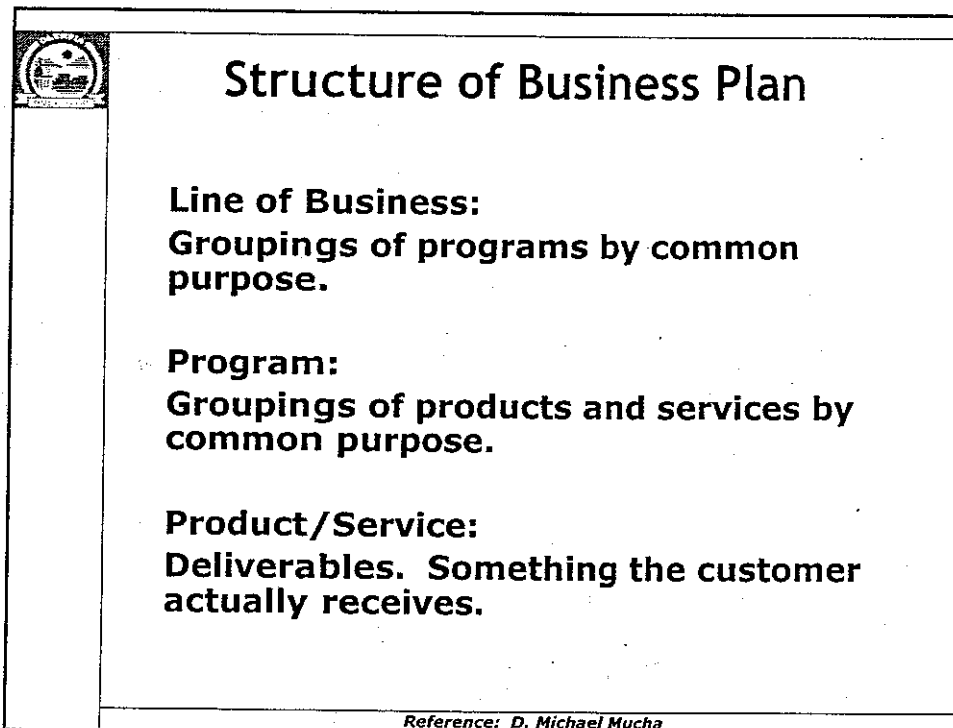 Structure of Business Plan
Line of Business:
Groupings of programs by common
purpose.
Program:
Groupings of products and services by
common purpose.
Product/Service:
Deliverables. Something the customer
actually receives.
Reference: D. Michael Mucha